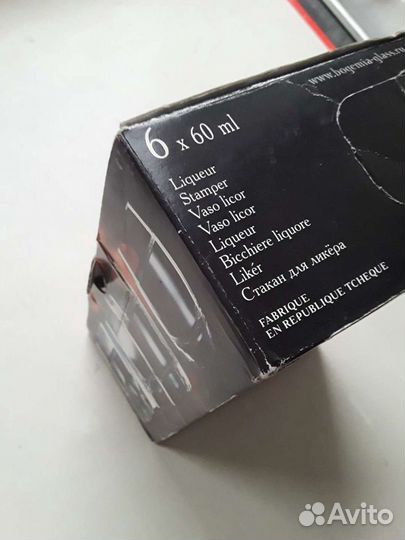 www.bogemia-glass.ru
6 x 60 ml
Liqueur
Stamper
Vaso licor
Vaso licor
Liqueur
Bicchiere liquore
Likér
Стакан для ликёра
FABRIQUE
EN REPUBLIQUE TCHEQUE
Avito